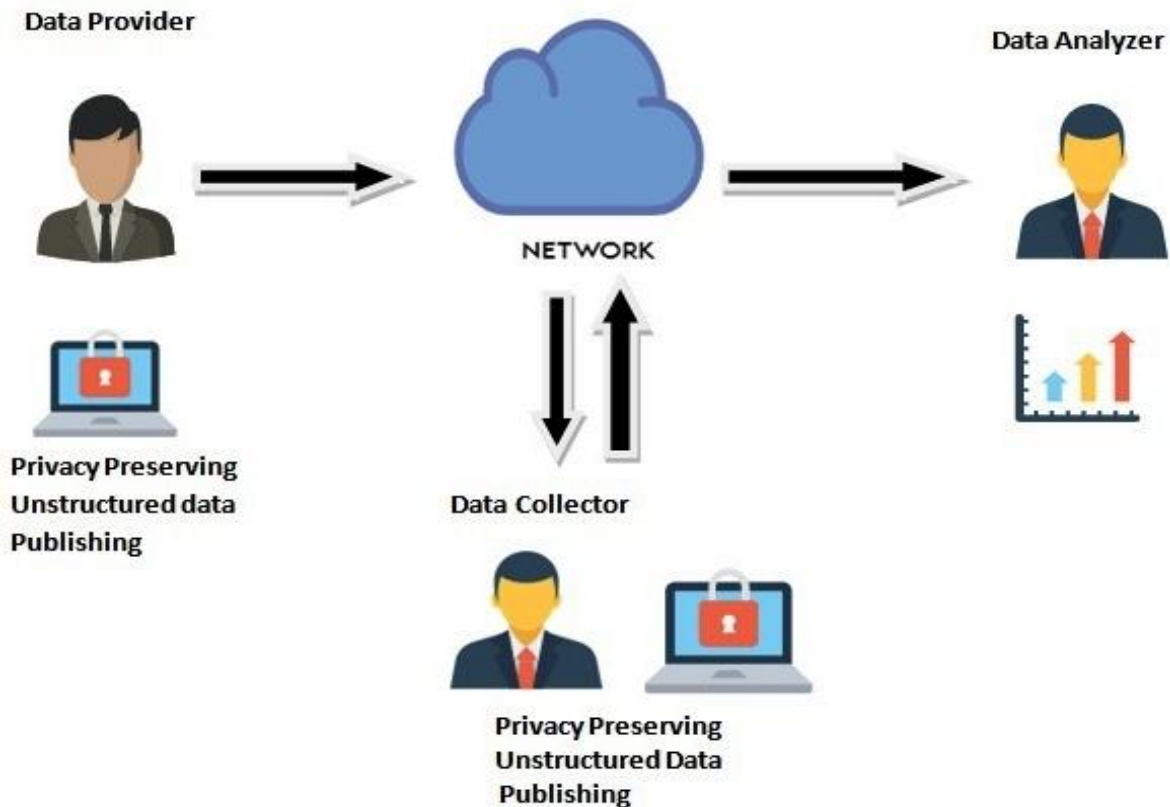 Data Provider
Data Analyzer
NETWORK
Privacy Preserving
Unstructured data
Publishing
Data Collector
Privacy Preserving
Unstructured Data
Publishing